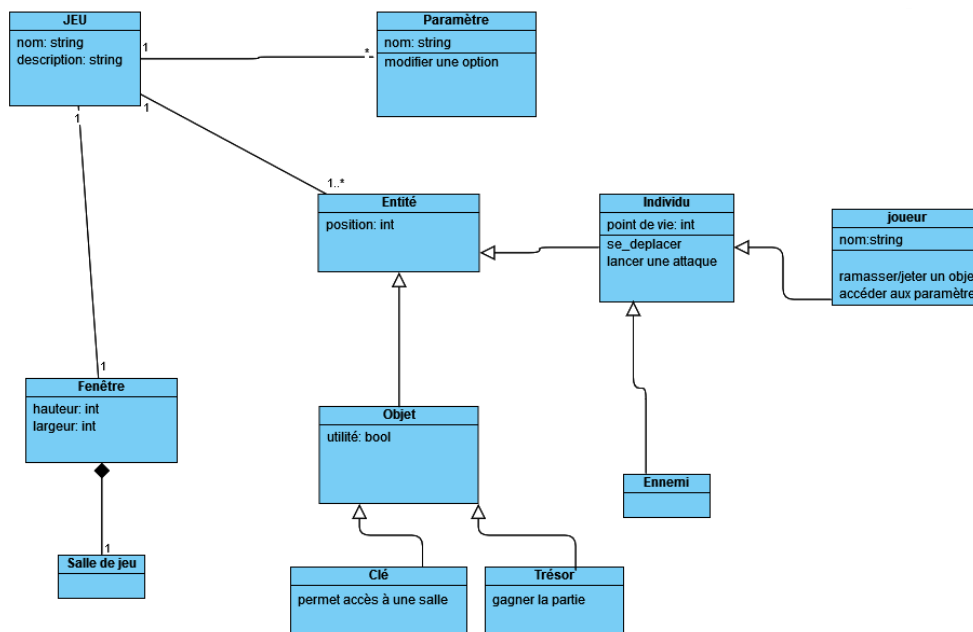 JEU
nom: string
description: string
Paramètre
nom: string
modifier une option
1
*
1
1
1..*
Entité
position: int
Individu
point de vie: int
se_deplacer
lancer une attaque
joueur
nom:string
ramasser/jeter un obje
accéder aux paramètre
1
Fenêtre
hauteur: int
largeur: int
Objet
utilité: bool
Ennemi
1
Salle de jeu
Clé
permet accès à une salle
Trésor
gagner la partie